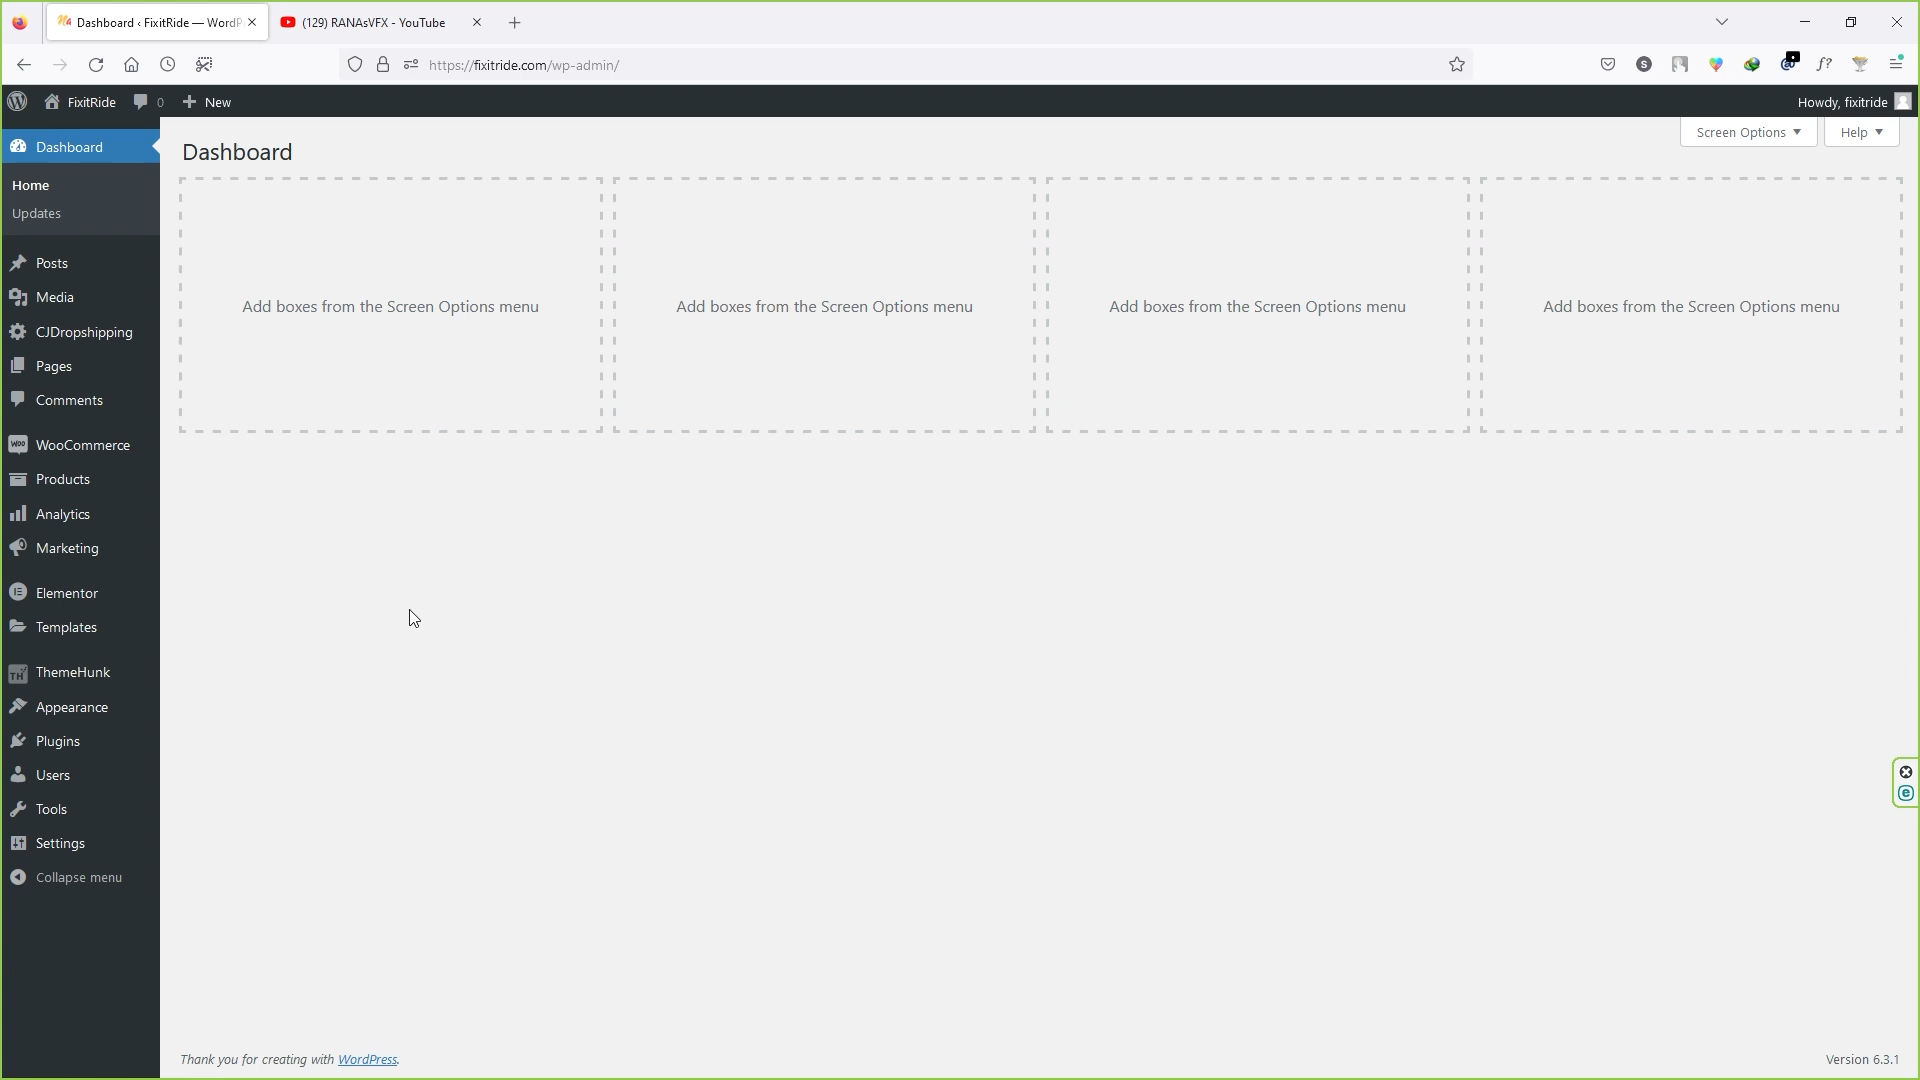 Dashboard ‹ FixitRide — WordP
(129) RANAsVFX - YouTube
https://fixitride.com/wp-admin/
S
f?
FixitRide
0
New
Howdy, fixitride
Dashboard
Home
Updates
Posts
Media
CJDropshipping
Pages
Comments
WooCommerce
Products
Analytics
Marketing
Elementor
Templates
ThemeHunk
Appearance
Plugins
Users
Tools
Settings
Collapse menu
Dashboard
Screen Options
Help
Add boxes from the Screen Options menu
Add boxes from the Screen Options menu
Add boxes from the Screen Options menu
Add boxes from the Screen Options menu
Thank you for creating with WordPress.
Version 6.3.1